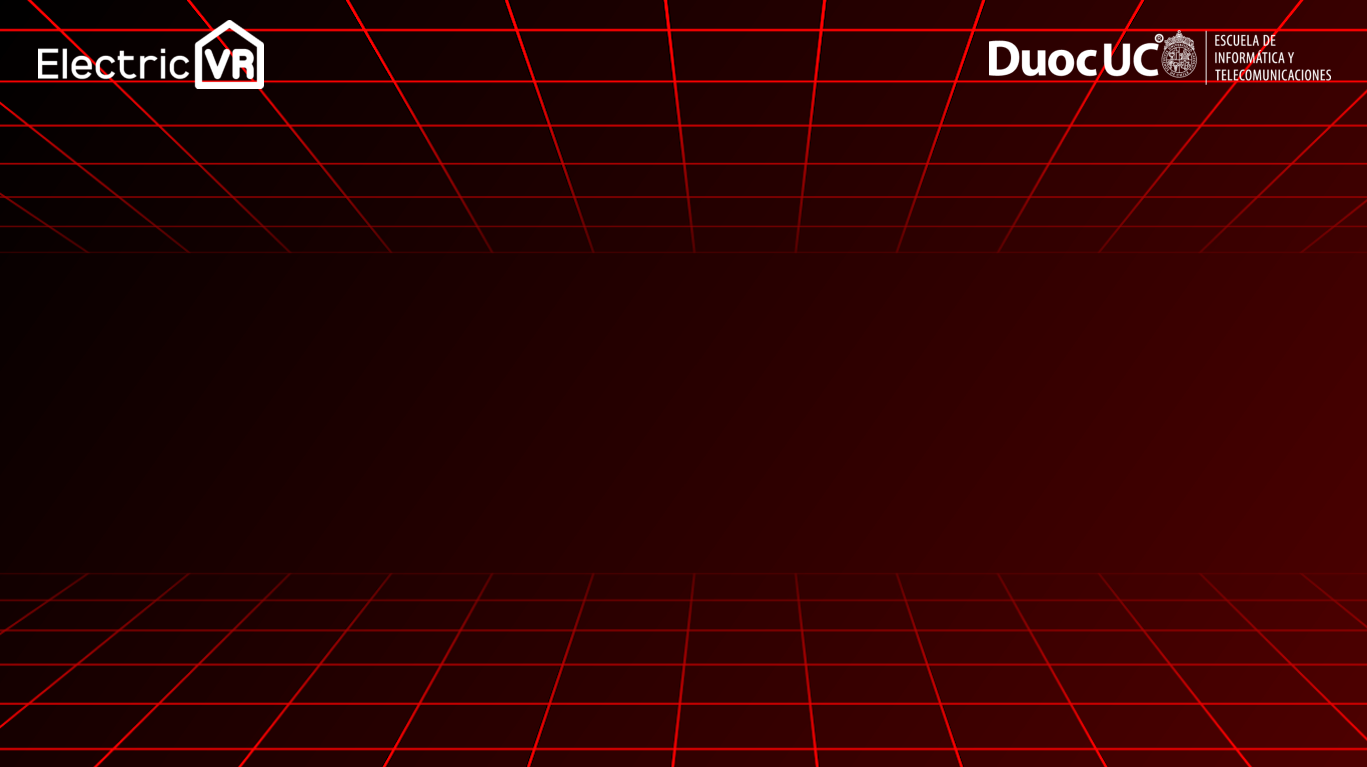 ElectricVR
DuocUC®
ESCUELA DE
INFORMÁTICA Y
TELECOMUNICACIONES